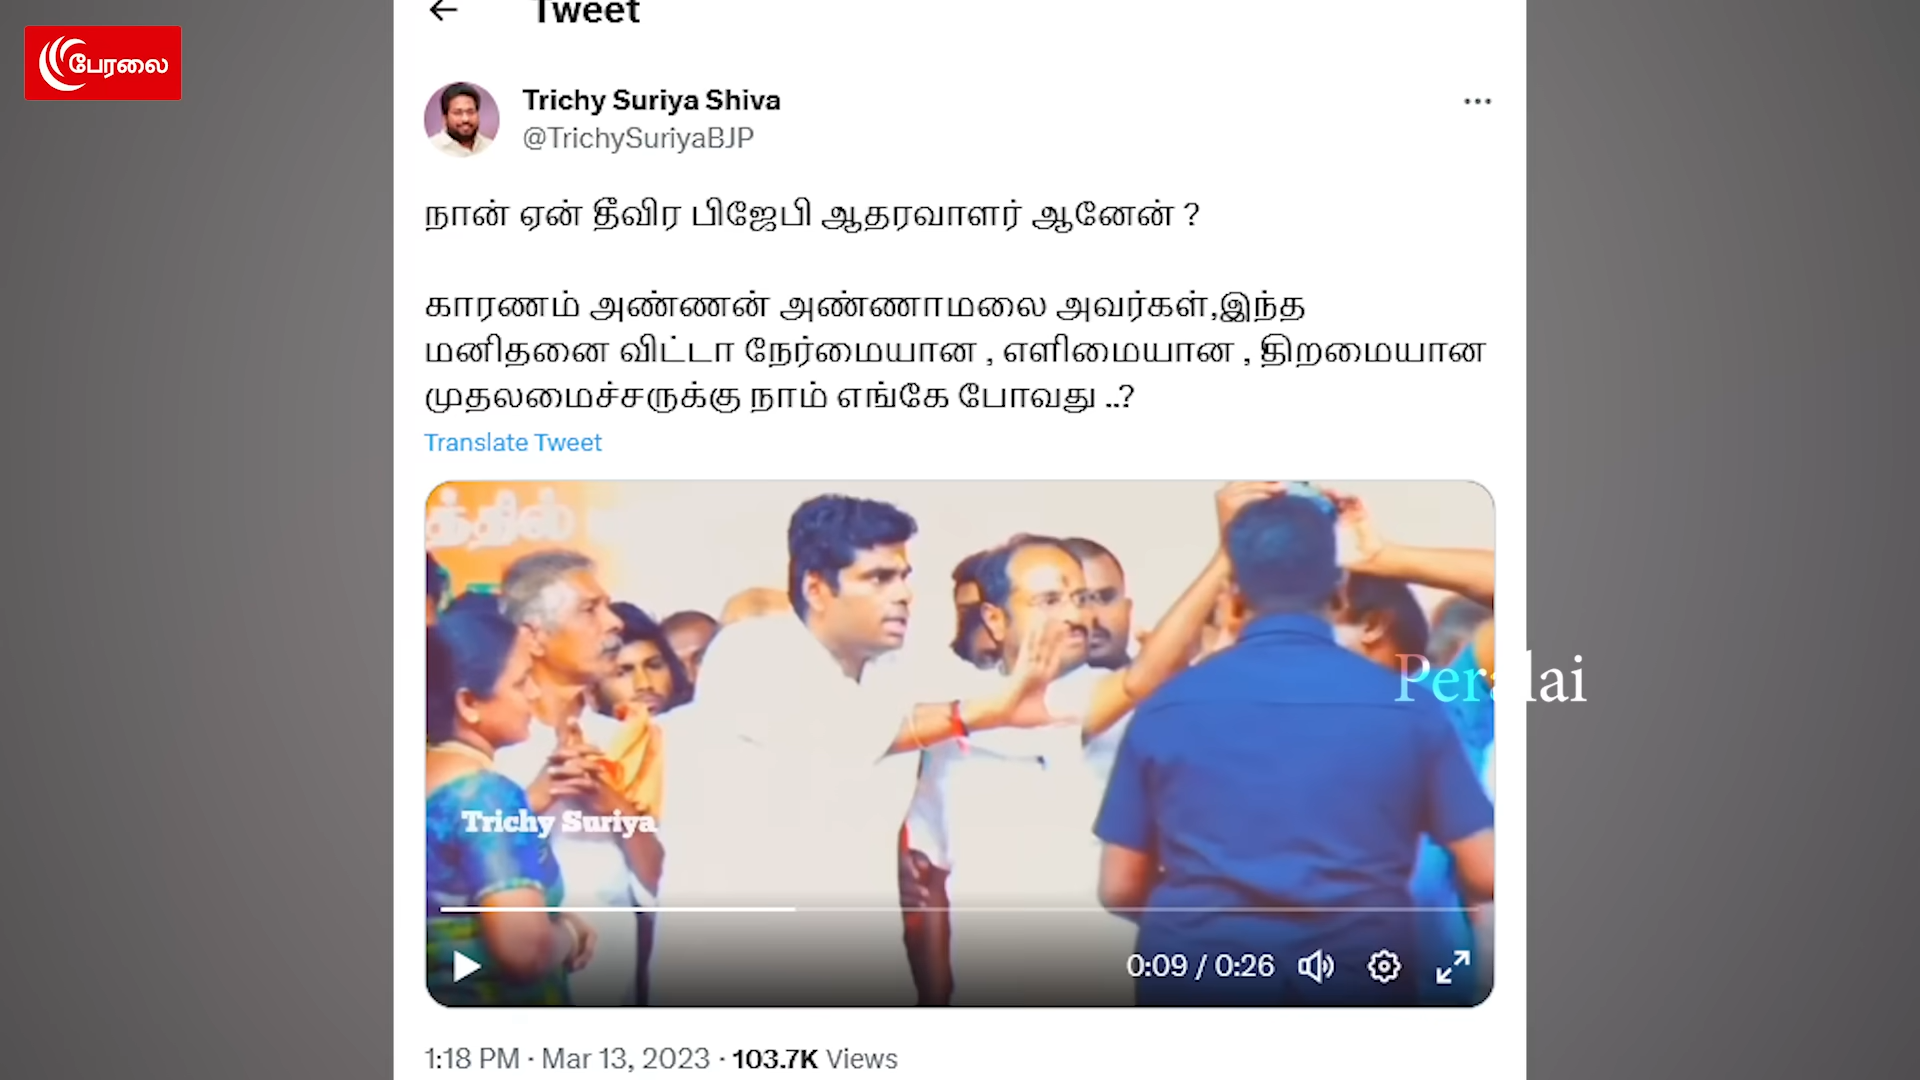 Tweet
பேரலை
Trichy Suriya Shiva
@TrichySuriyaBJP
நான் ஏன் தீவிர பிஜேபி ஆதரவாளர் ஆனேன் ?
காரணம் அண்ணன் அண்ணாமலை அவர்கள்,இந்த
மனிதனை விட்டா நேர்மையான , எளிமையான , திறமையான
முதலமைச்சருக்கு நாம் எங்கே போவது ..?
Translate Tweet
த்தில்
Peralai
Trichy Suriya
0:09 / 0:26
1:18 PM · Mar 13, 2023 · 103.7K Views